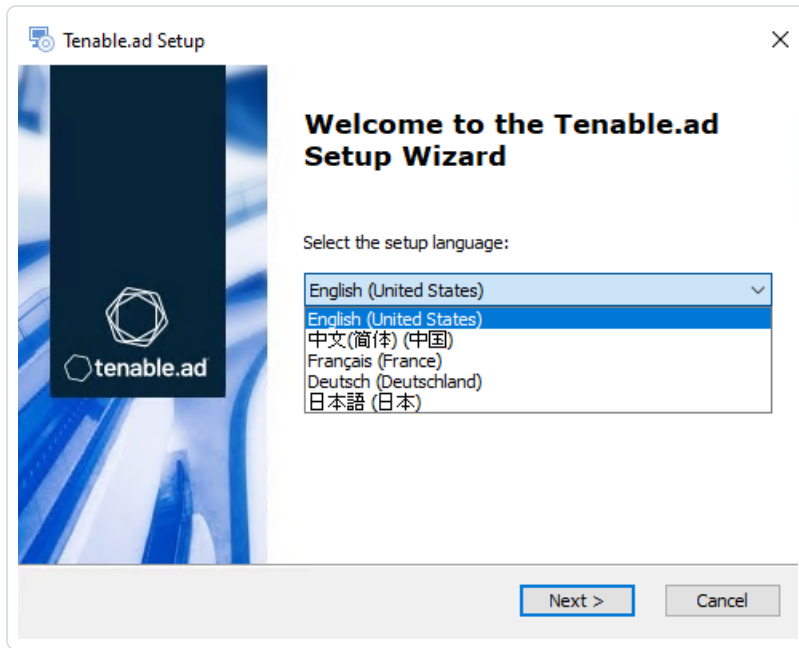 Tenable.ad Setup
Welcome to the Tenable.ad
Setup Wizard
Select the setup language:
English (United States)
English (United States)
中文(简体) (中国)
Français (France)
Deutsch (Deutschland)
日本語 (日本)
tenable.ad
Next >
Cancel